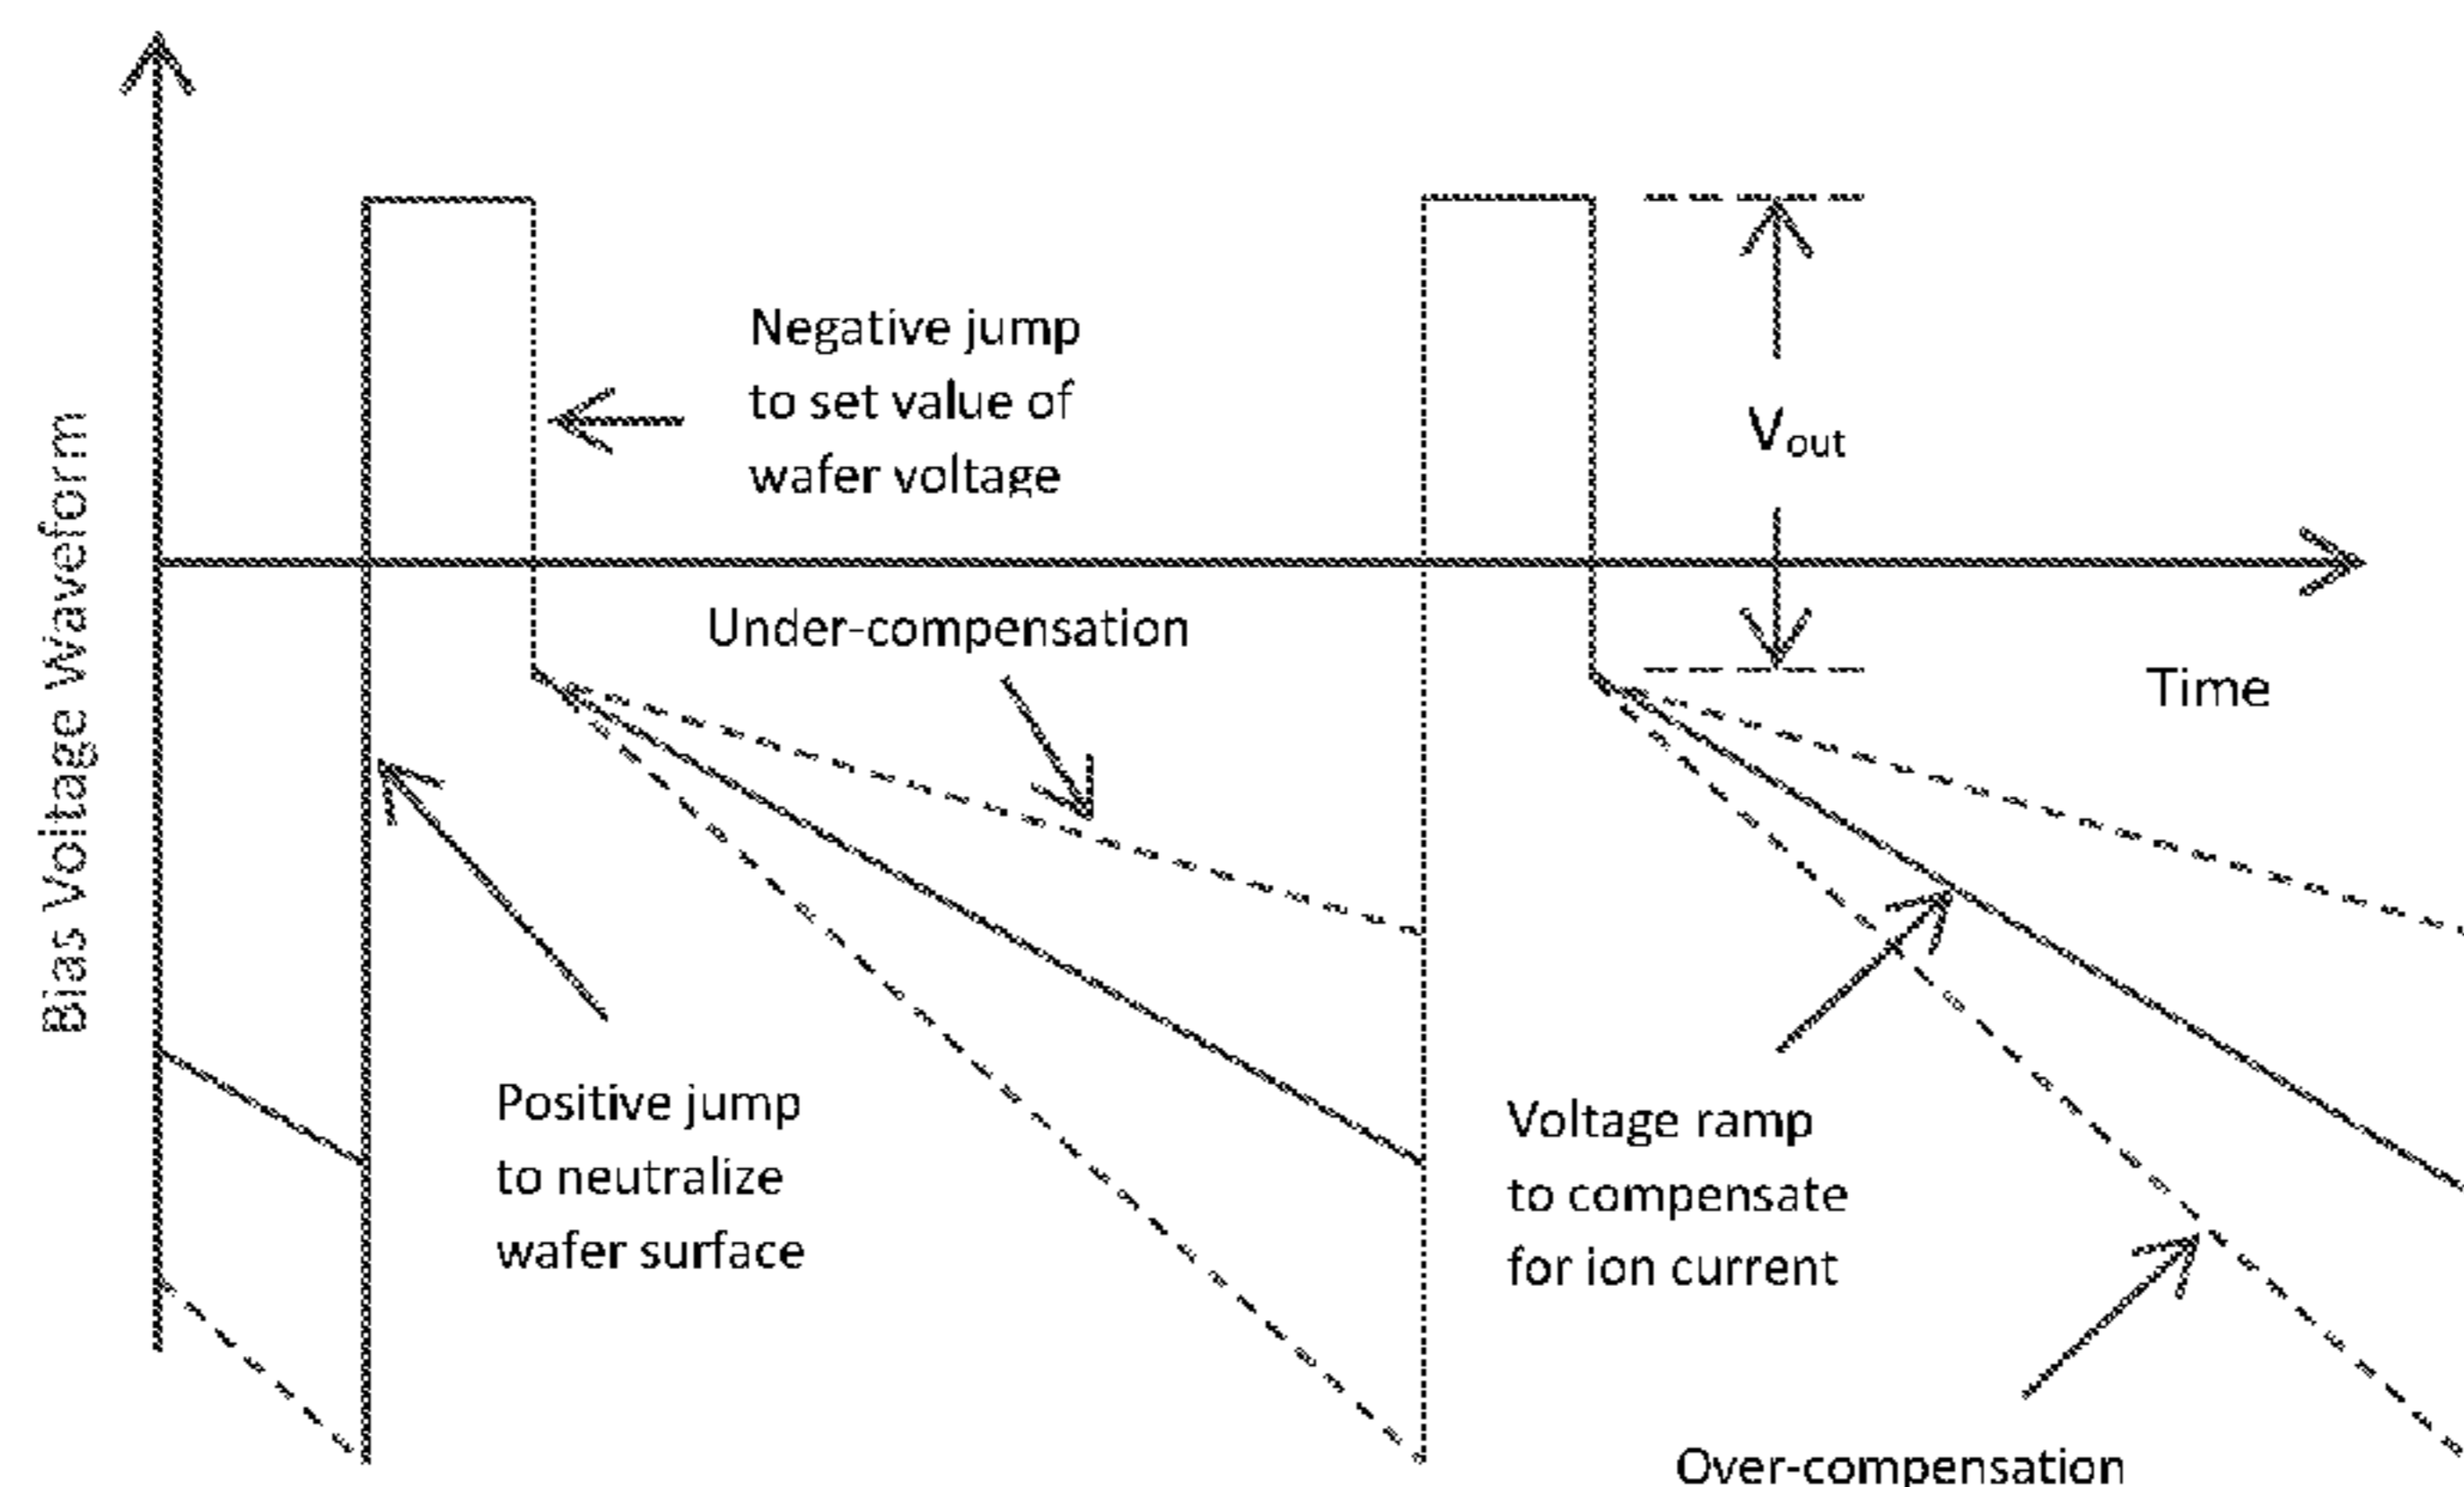 Bias Voltage Waveform
Negative jump
to set value of
wafer voltage
Vout
Under-compensation
Time
Positive jump
to neutralize
wafer surface
Voltage ramp
to compensate
for ion current
Over-compensation